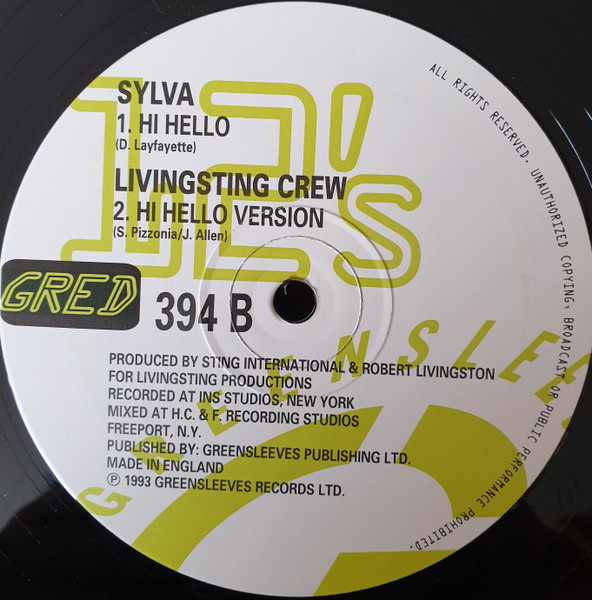 12's
SYLVA
1. HI HELLO
(D. Layfayette)
LIVINGSTING CREW
2. HI HELLO VERSION
(S. Pizzonia/J. Allen)
GRED
394 B
PRODUCED BY STING INTERNATIONAL & ROBERT LIVINGSTON
FOR LIVINGSTING PRODUCTIONS
RECORDED AT INS STUDIOS, NEW YORK
MIXED AT H.C. & F. RECORDING STUDIOS
FREEPORT, N.Y.
PUBLISHED BY: GREENSLEEVES PUBLISHING LTD.
MADE IN ENGLAND
℗ 1993 GREENSLEEVES RECORDS LTD.
ALL RIGHTS RESERVED. UNAUTHORIZED COPYING, BROADCAST OR PUBLIC PERFORMANCE PROHIBITED.